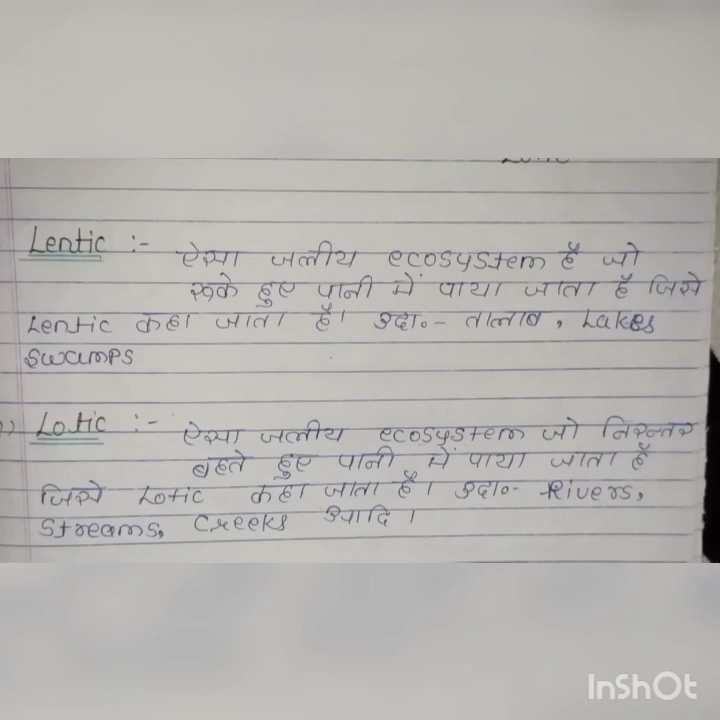 Lentic :- ऐसा जलीय ecosystem है जो
रुके हुए पानी में पाया जाता है जिसे
Lentic कहा जाता है। उदा०- तालाब, Lakes
Swamps
Lotic :- ऐसा जलीय ecosystem जो निरन्तर
बहते हुए पानी में पाया जाता है
जिसे Lotic कहा जाता है। उदा०- Rivers,
Streams, Creeks आदि।
InShOt